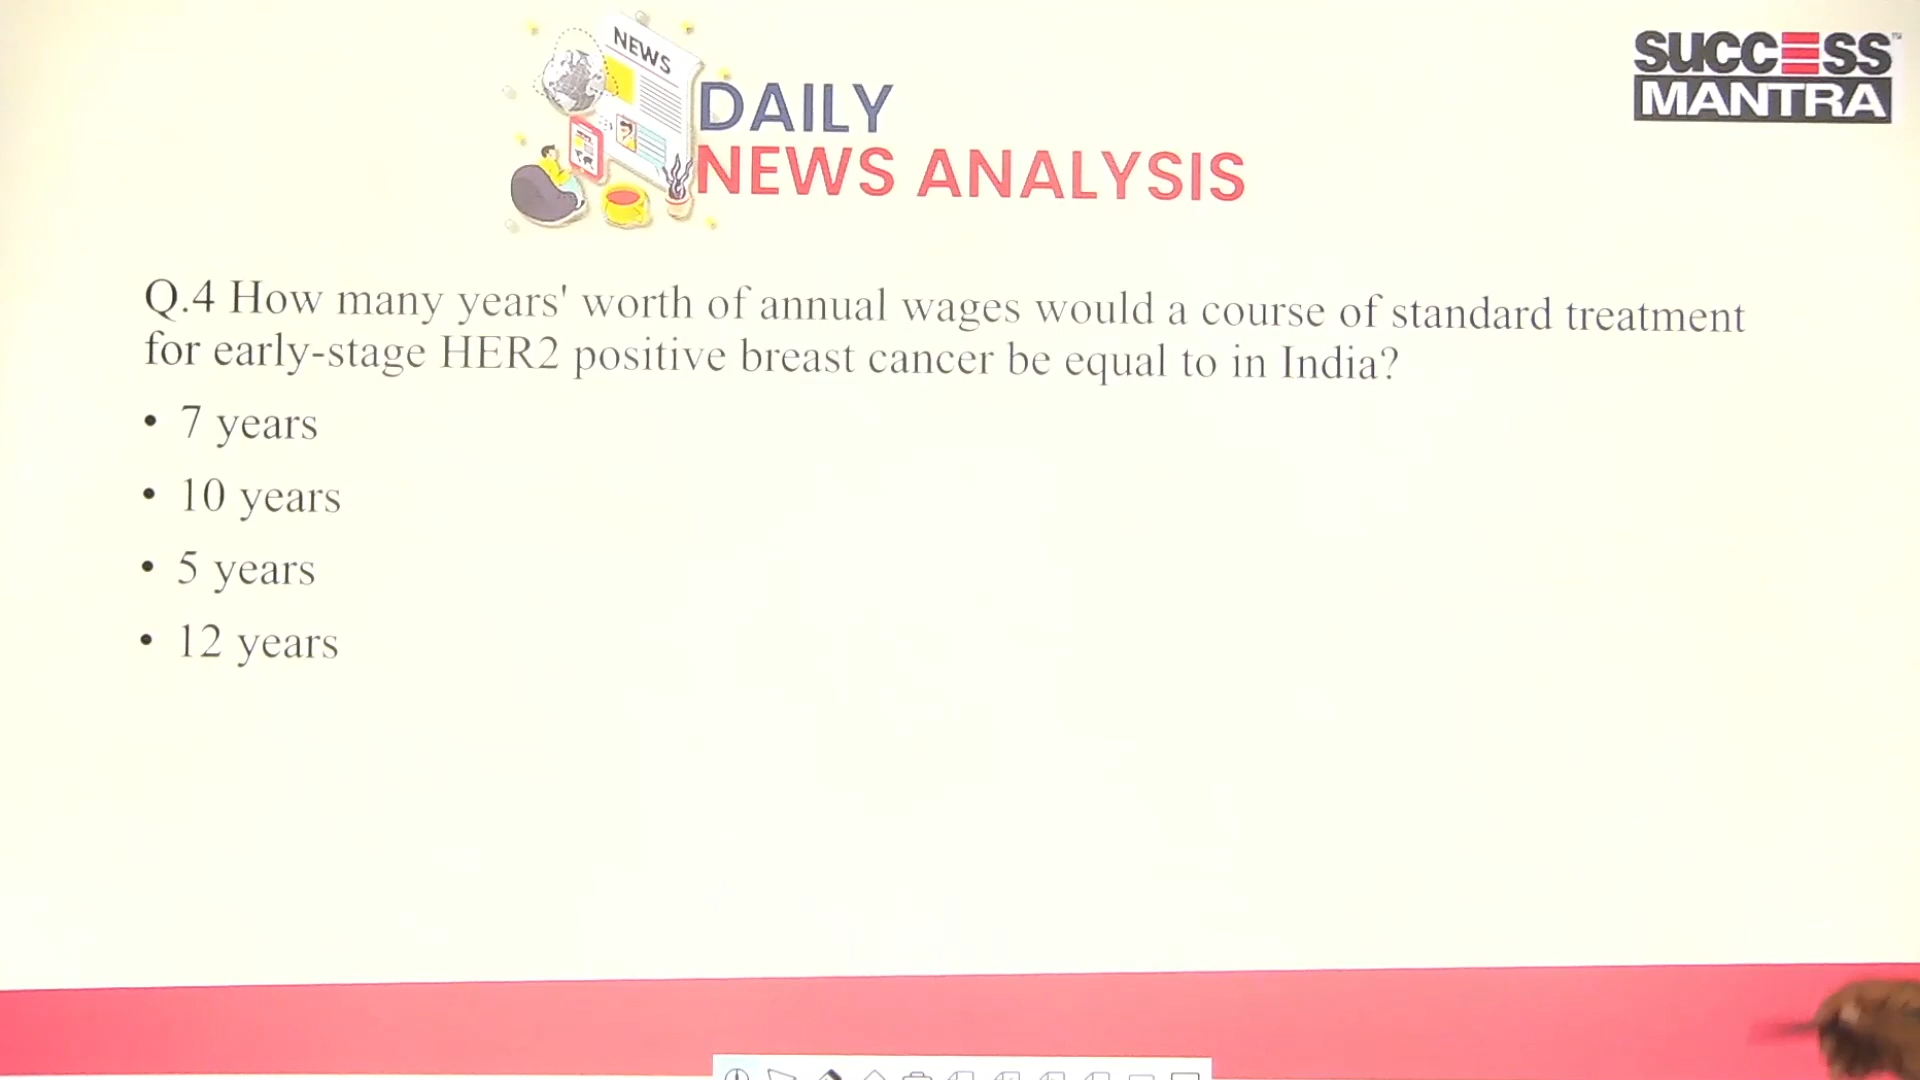 NEWS
DAILY
NEWS ANALYSIS
SUCCESS
MANTRA
Q.4 How many years' worth of annual wages would a course of standard treatment
for early-stage HER2 positive breast cancer be equal to in India?
• 7 years
• 10 years
• 5 years
• 12 years